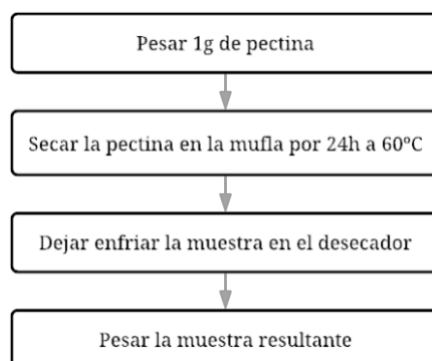 Pesar 1g de pectina
Secar la pectina en la mufla por 24h a 60ºC
Dejar enfriar la muestra en el desecador
Pesar la muestra resultante